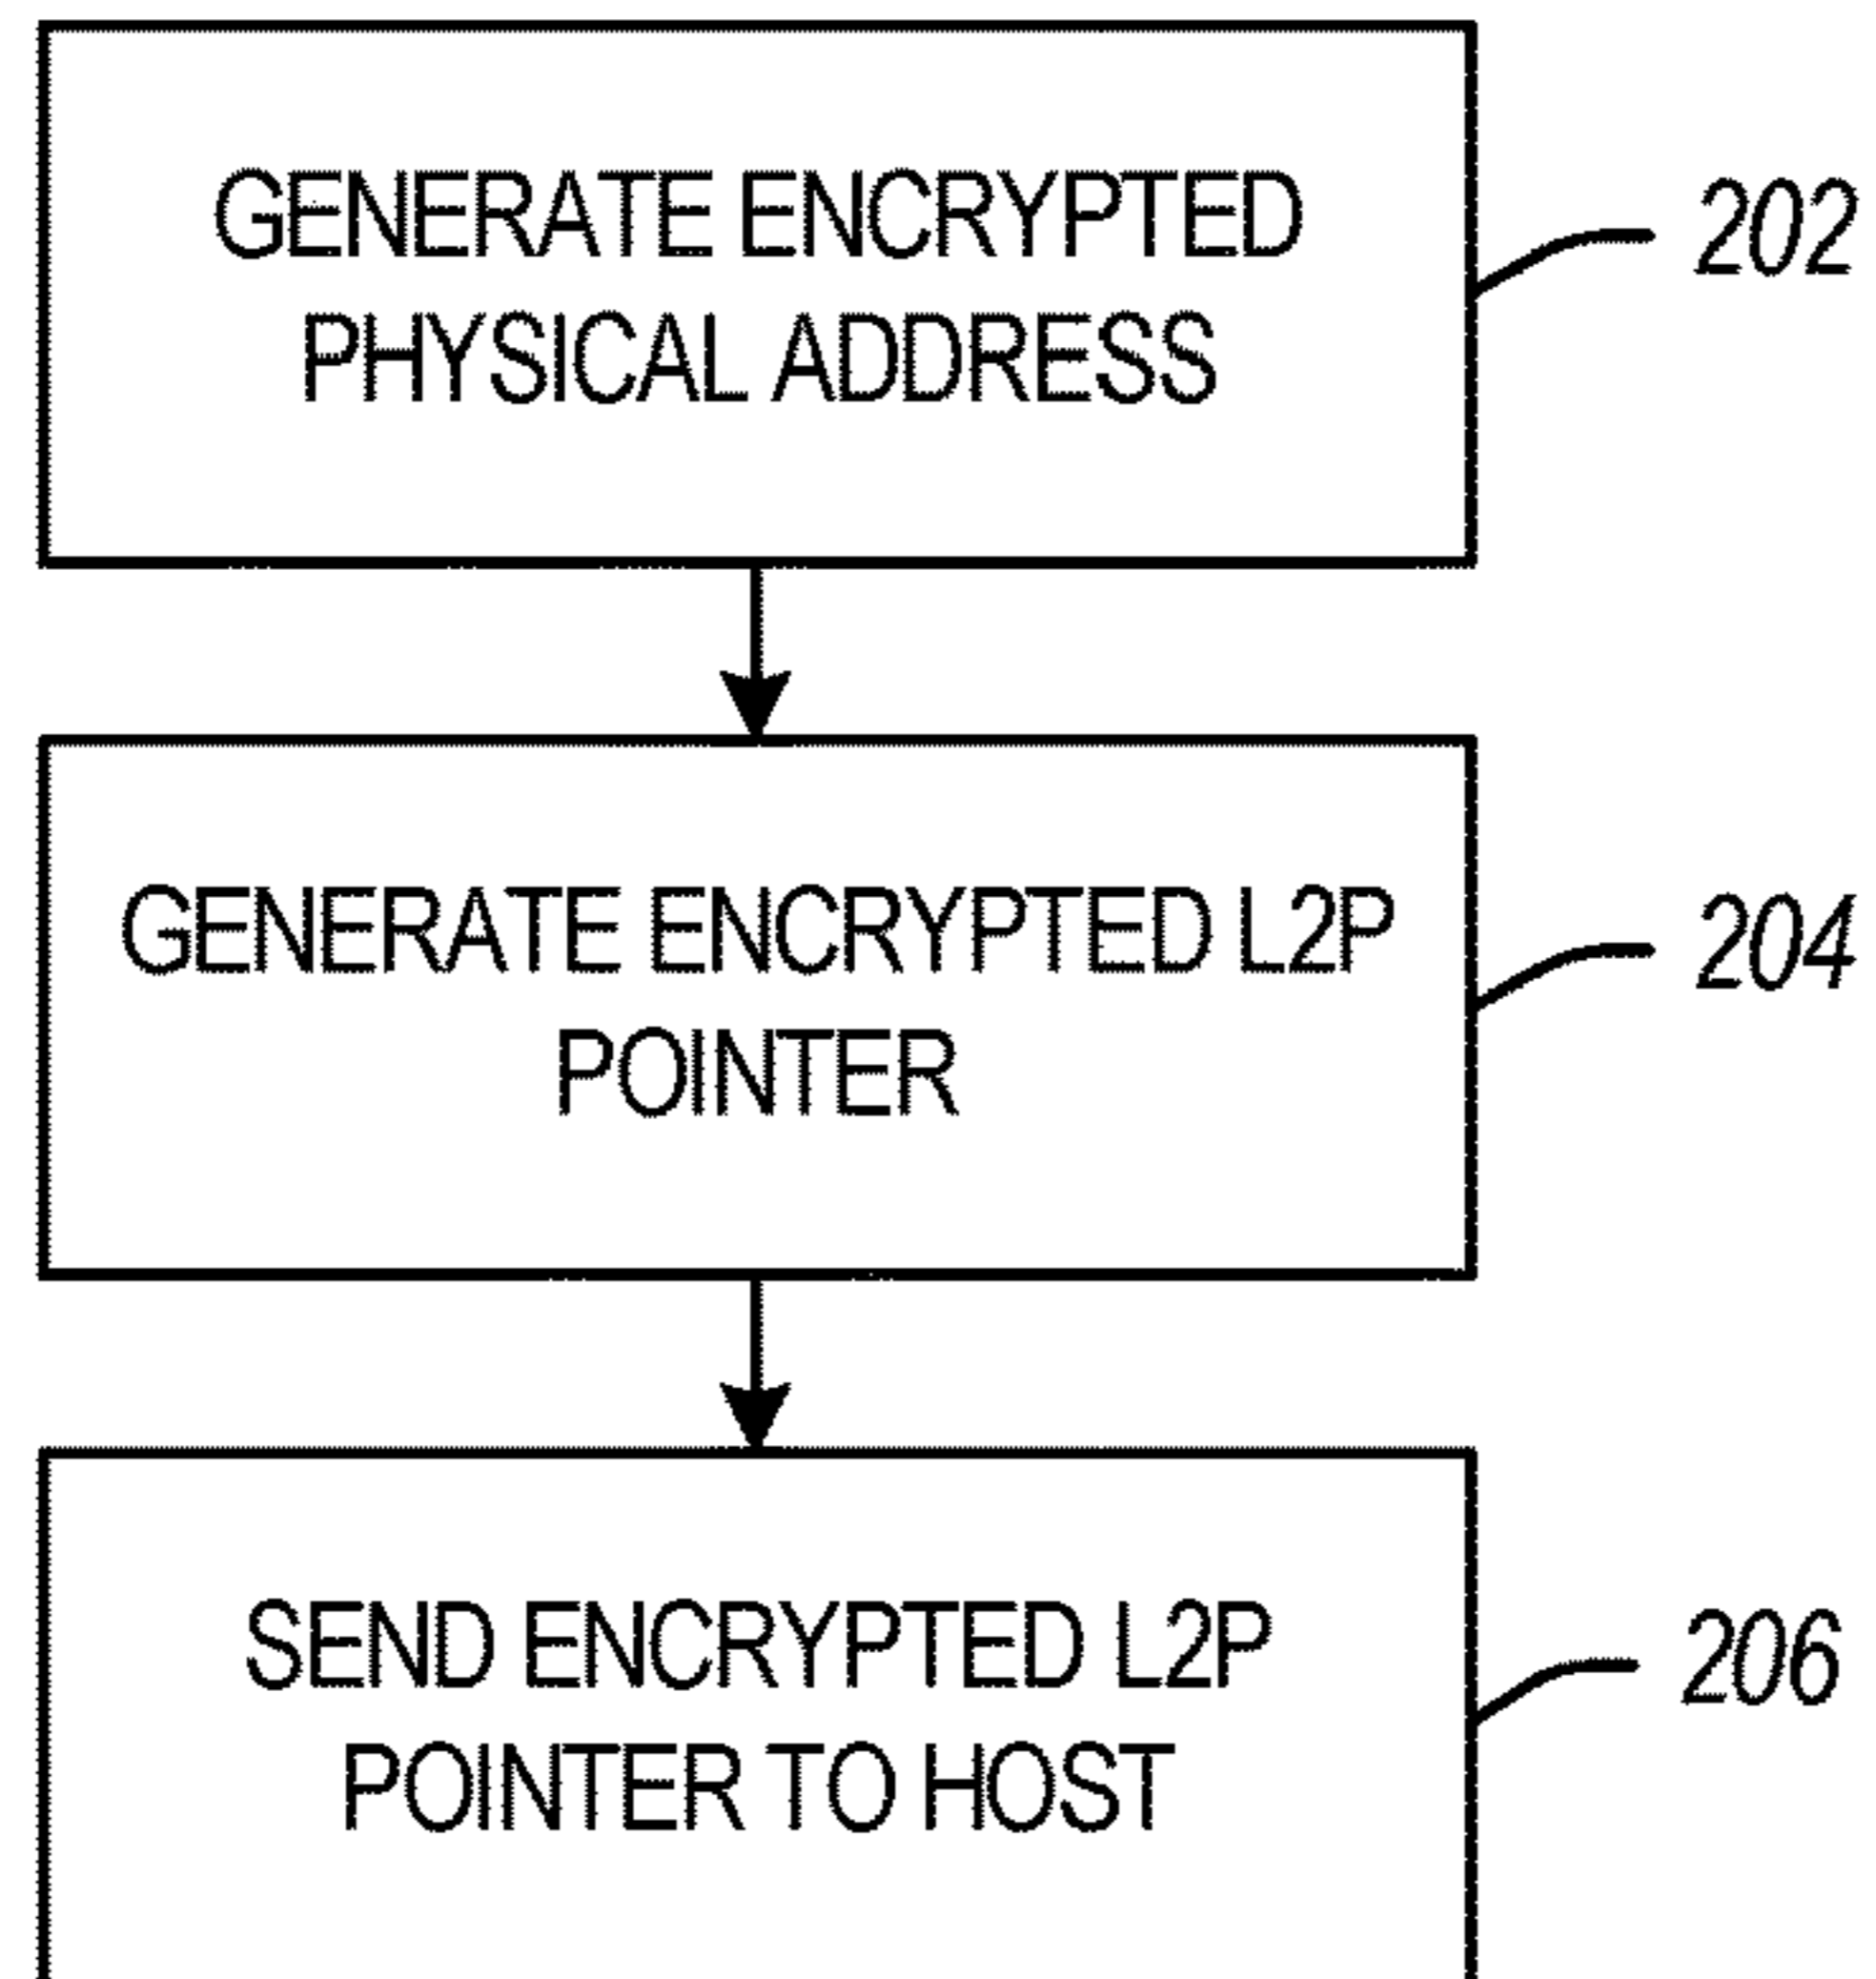 GENERATE ENCRYPTED
PHYSICAL ADDRESS
202
GENERATE ENCRYPTED L2P
POINTER
204
SEND ENCRYPTED L2P
POINTER TO HOST
206